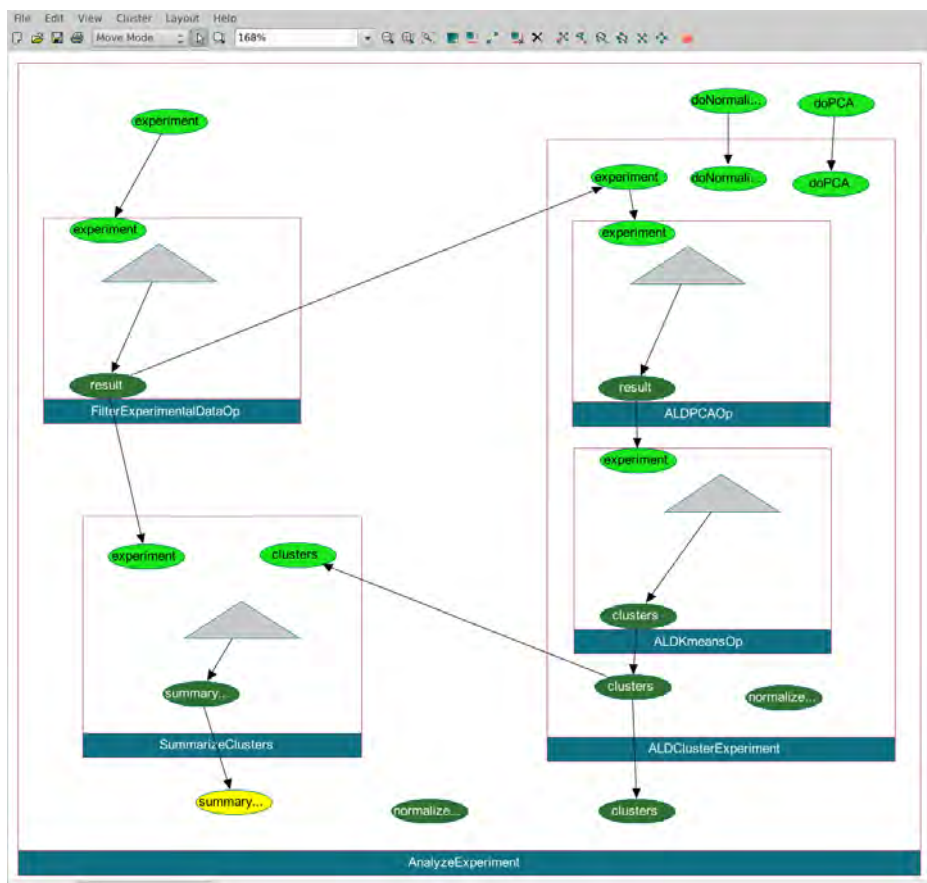 File Edit View Cluster Layout Help
Move Mode 168%
doNormali... doPCA
experiment
experiment doNormali... doPCA
experiment experiment
result result
FilterExperimentalDataOp ALDPCAOp
experiment
experiment clusters
clusters
ALDKmeansOp
summary... clusters normalize...
SummarizeClusters ALDClusterExperiment
summary... normalize... clusters
AnalyzeExperiment